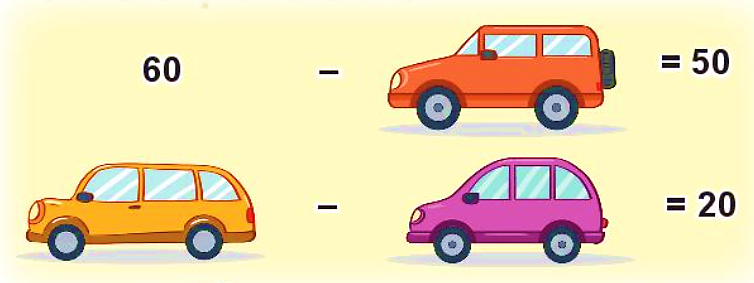 60 - = 50
- = 20